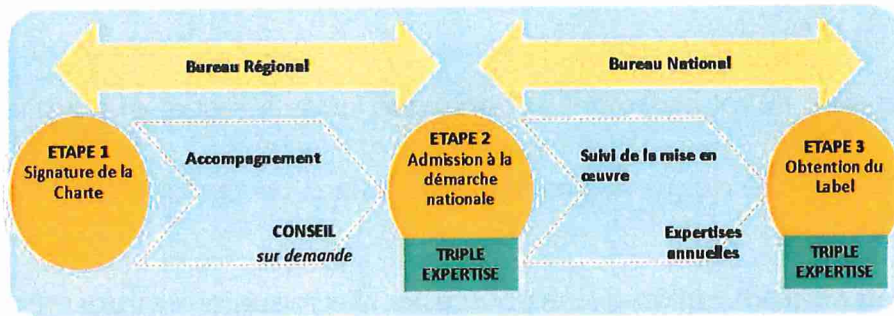 Bureau Régional
Bureau National
ETAPE 1
Signature de la
Charte
Accompagnement
CONSEIL
sur demande
ETAPE 2
Admission à la
démarche
nationale
TRIPLE
EXPERTISE
Suivi de la mise en
œuvre
Expertises
annuelles
ETAPE 3
Obtention du
Label
TRIPLE
EXPERTISE